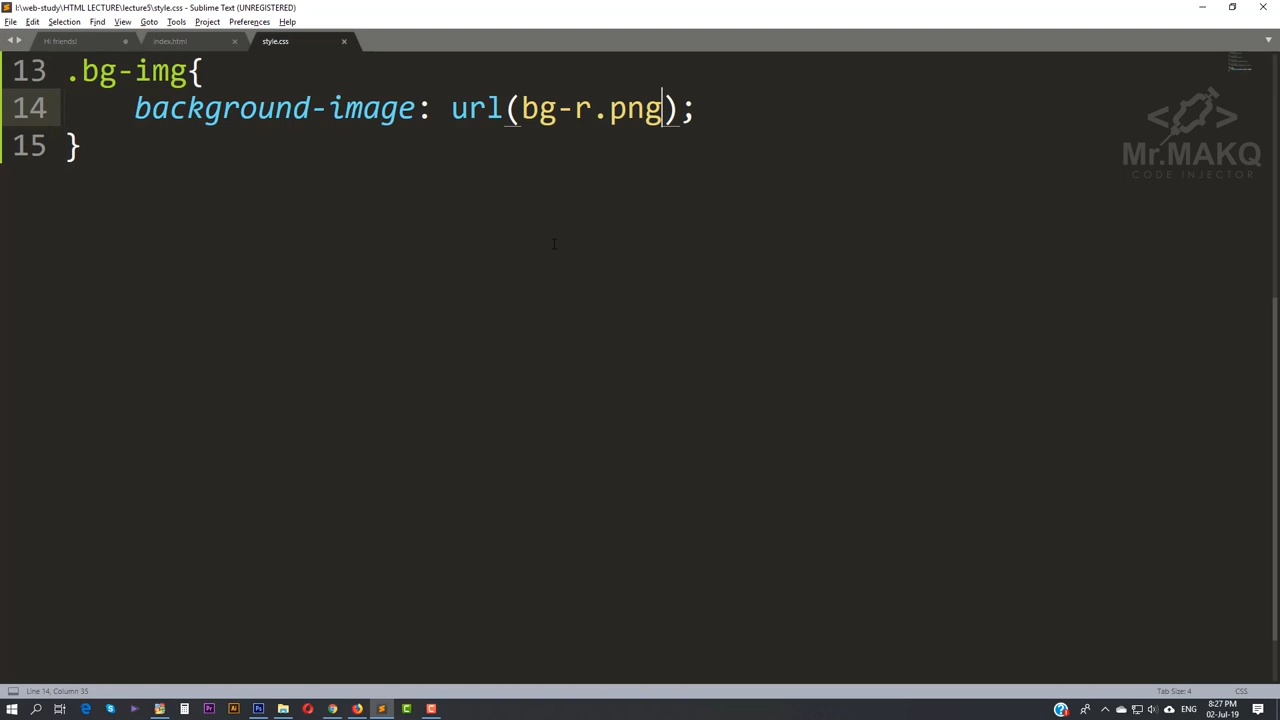 I:\web-study\HTML LECTURE\lecture5\style.css - Sublime Text (UNREGISTERED)
File Edit Selection Find View Goto Tools Project Preferences Help
Hi friends! index.html style.css
13 .bg-img{
14 background-image: url(bg-r.png);
15 }
Mr.MAKQ
CODE INJECTOR
Line 14, Column 35 Tab Size: 4 CSS
ENG 8:27 PM
02-Jul-19